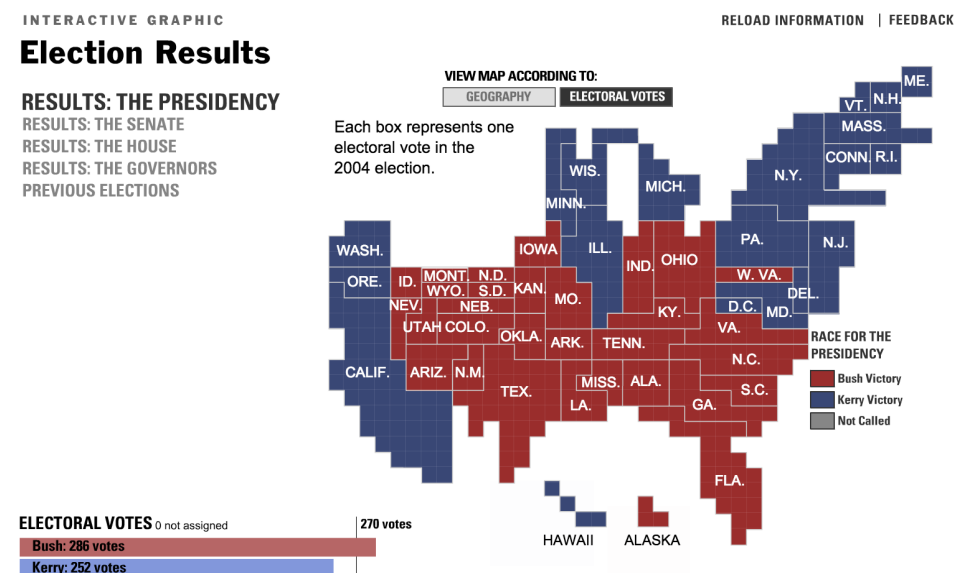 INTERACTIVE GRAPHIC
RELOAD INFORMATION | FEEDBACK
Election Results
RESULTS: THE PRESIDENCY
RESULTS: THE SENATE
RESULTS: THE HOUSE
RESULTS: THE GOVERNORS
PREVIOUS ELECTIONS
VIEW MAP ACCORDING TO:
GEOGRAPHY ELECTORAL VOTES
Each box represents one
electoral vote in the
2004 election.
ME.
VT. N.H.
MASS.
CONN. R.I.
N.Y.
WIS.
MICH.
MINN.
WASH. IOWA ILL. PA. N.J.
IND. OHIO
ORE. ID. MONT. N.D. W. VA.
WYO. S.D. KAN. MO. DEL.
NEV. NEB. KY. D.C. MD.
UTAH COLO. OKLA. ARK. TENN. VA.
CALIF. ARIZ. N.M. N.C.
TEX. MISS. ALA. S.C.
LA. GA.
FLA.
HAWAII ALASKA
RACE FOR THE
PRESIDENCY
Bush Victory
Kerry Victory
Not Called
ELECTORAL VOTES 0 not assigned 270 votes
Bush: 286 votes
Kerry: 252 votes